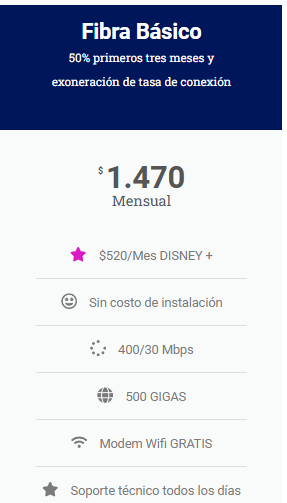 Fibra Básico
50% primeros tres meses y
exoneración de tasa de conexión
$ 1.470
Mensual
$520/Mes DISNEY +
Sin costo de instalación
400/30 Mbps
500 GIGAS
Modem Wifi GRATIS
Soporte técnico todos los días